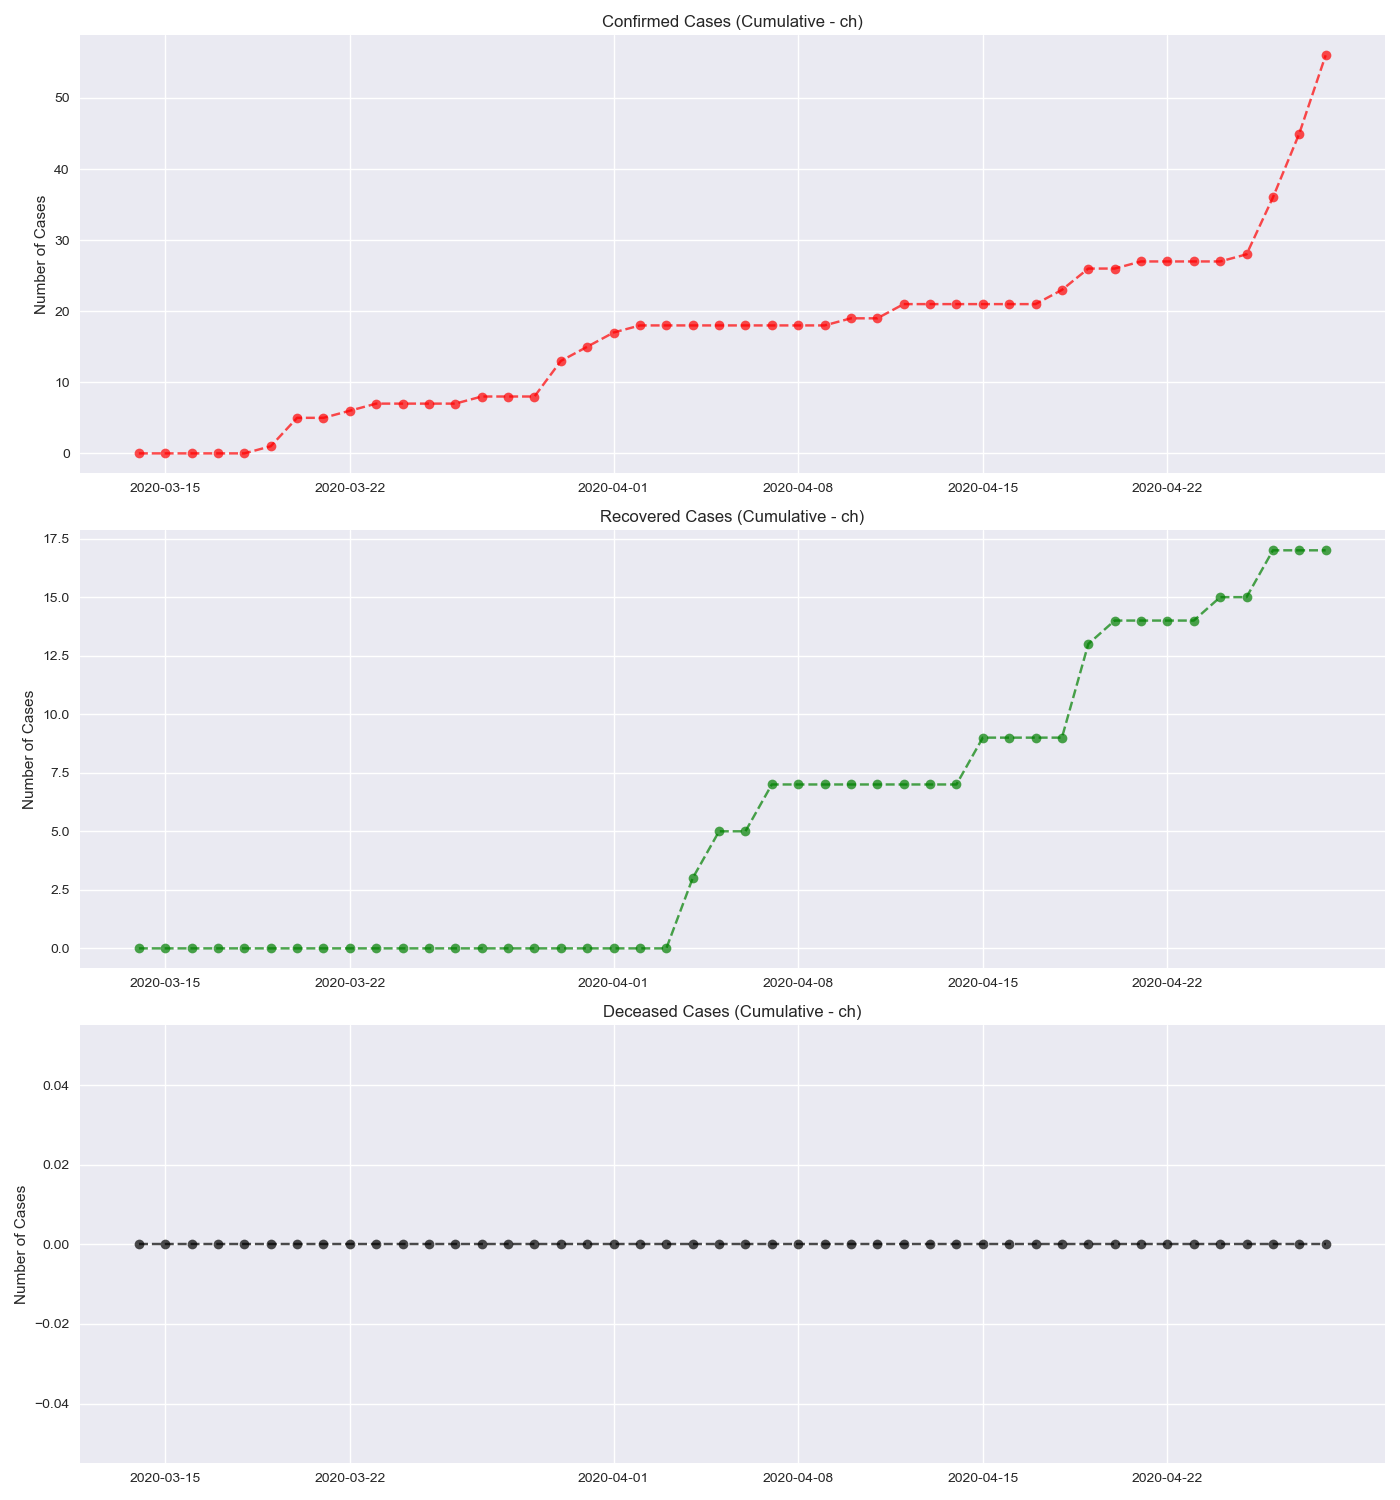 Confirmed Cases (Cumulative - ch)
Number of Cases
50
40
30
20
10
0
2020-03-15 2020-03-22 2020-04-01 2020-04-08 2020-04-15 2020-04-22
Recovered Cases (Cumulative - ch)
Number of Cases
17.5
15.0
12.5
10.0
7.5
5.0
2.5
0.0
2020-03-15 2020-03-22 2020-04-01 2020-04-08 2020-04-15 2020-04-22
Deceased Cases (Cumulative - ch)
Number of Cases
0.04
0.02
0.00
−0.02
−0.04
2020-03-15 2020-03-22 2020-04-01 2020-04-08 2020-04-15 2020-04-22